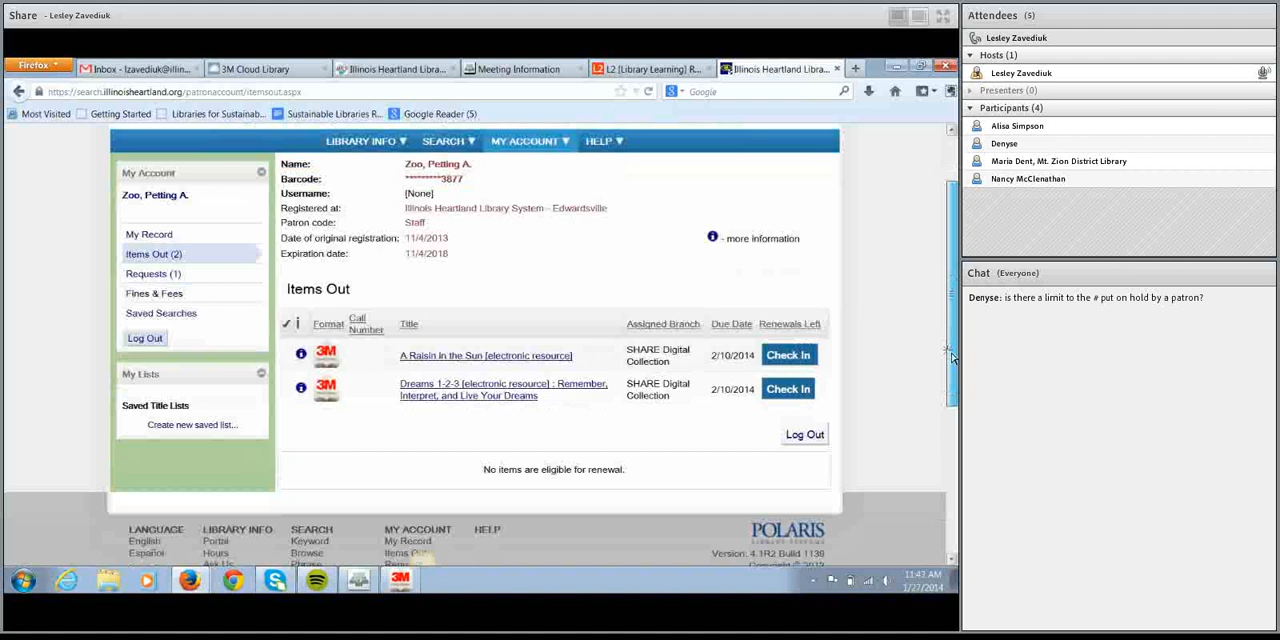 Share - Lesley Zavediuk
Firefox
Inbox - lzavediuk@illin...
3M Cloud Library
Illinois Heartland Libra...
Meeting Information
L2 [Library Learning] R...
Illinois Heartland Libra...
https://search.illinoisheartland.org/patronaccount/itemsout.aspx
Google
Most Visited
Getting Started
Libraries for Sustainab...
Sustainable Libraries R...
Google Reader (5)
LIBRARY INFO
SEARCH
MY ACCOUNT
HELP
My Account
Zoo, Petting A.
My Record
Items Out (2)
Requests (1)
Fines & Fees
Saved Searches
Log Out
My Lists
Saved Title Lists
Create new saved list...
Name: Zoo, Petting A.
Barcode: *********3877
Username: [None]
Registered at: Illinois Heartland Library System - Edwardsville
Patron code: Staff
Date of original registration: 11/4/2013
Expiration date: 11/4/2018
i - more information
Items Out
Format Call Number Title Assigned Branch Due Date Renewals Left
3M A Raisin in the Sun [electronic resource] SHARE Digital Collection 2/10/2014 Check In
3M Dreams 1-2-3 [electronic resource] : Remember, Interpret, and Live Your Dreams SHARE Digital Collection 2/10/2014 Check In
Log Out
No items are eligible for renewal.
LANGUAGE LIBRARY INFO SEARCH MY ACCOUNT HELP
English Portal Keyword My Record
Español Hours Browse Items
Ask Us Phrase
POLARIS
Version: 4.1R2 Build 1138
3M
11:47 AM
1/27/2014
Attendees (5)
Lesley Zavediuk
Hosts (1)
Lesley Zavediuk
Presenters (0)
Participants (4)
Alisa Simpson
Denyse
Maria Dent, Mt. Zion District Library
Nancy McClenathan
Chat (Everyone)
Denyse: is there a limit to the # put on hold by a patron?